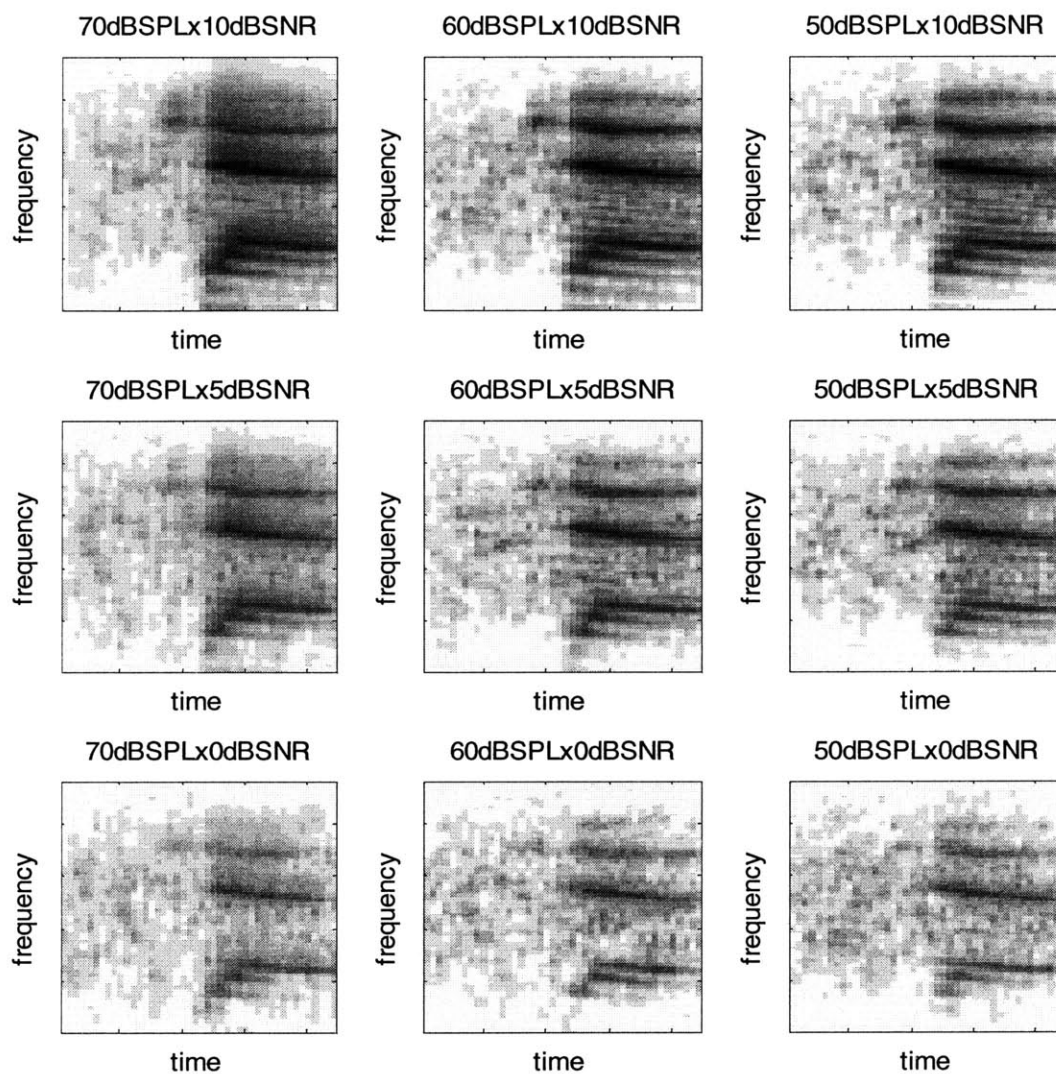 70dBSPLx10dBSNR
60dBSPLx10dBSNR
50dBSPLx10dBSNR
frequency
frequency
frequency
time
time
time
70dBSPLx5dBSNR
60dBSPLx5dBSNR
50dBSPLx5dBSNR
frequency
frequency
frequency
time
time
time
70dBSPLx0dBSNR
60dBSPLx0dBSNR
50dBSPLx0dBSNR
frequency
frequency
frequency
time
time
time